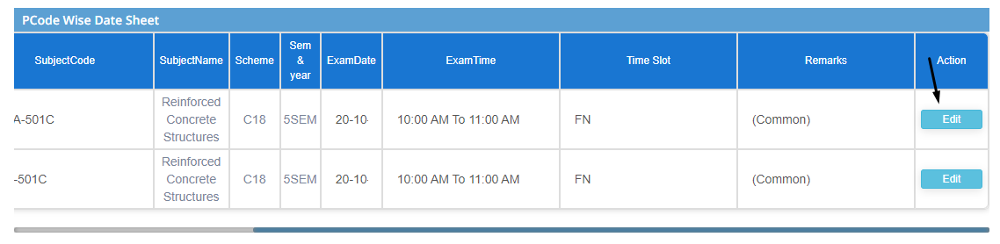 PCode Wise Date Sheet
SubjectCode SubjectName Scheme Sem & year ExamDate ExamTime Time Slot Remarks Action
A-501C Reinforced Concrete Structures C18 5SEM 20-10- 10:00 AM To 11:00 AM FN (Common) Edit
-501C Reinforced Concrete Structures C18 5SEM 20-10- 10:00 AM To 11:00 AM FN (Common) Edit